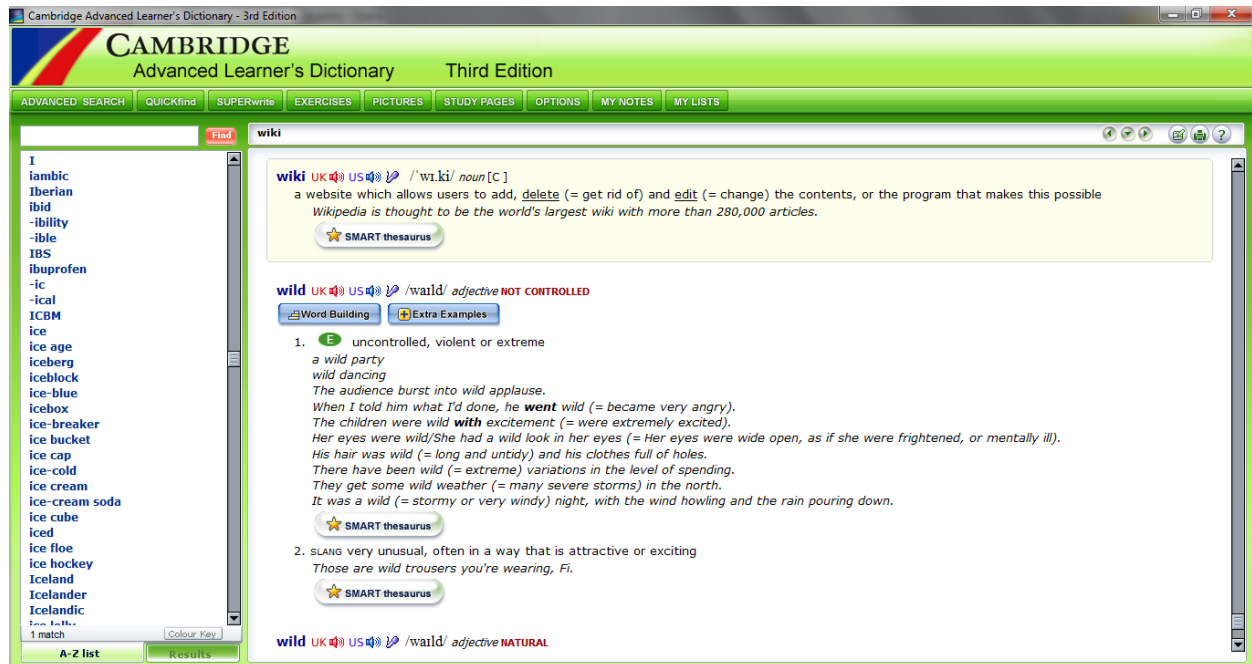 Cambridge Advanced Learner's Dictionary - 3rd Edition
CAMBRIDGE
Advanced Learner's Dictionary Third Edition
ADVANCED SEARCH QUICKfind SUPERwrite EXERCISES PICTURES STUDY PAGES OPTIONS MY NOTES MY LISTS
Find
wiki
I
iambic
Iberian
ibid
-ibility
-ible
IBS
ibuprofen
-ic
-ical
ICBM
ice
ice age
iceberg
iceblock
ice-blue
icebox
ice-breaker
ice bucket
ice cap
ice-cold
ice cream
ice-cream soda
ice cube
iced
ice floe
ice hockey
Iceland
Icelander
Icelandic
ice lolly
1 match Colour Key
A-Z list Results
wiki UK US /ˈwɪ.ki/ noun [C ]
a website which allows users to add, delete (= get rid of) and edit (= change) the contents, or the program that makes this possible
Wikipedia is thought to be the world's largest wiki with more than 280,000 articles.
SMART thesaurus
wild UK US /waɪld/ adjective NOT CONTROLLED
Word Building Extra Examples
1. E uncontrolled, violent or extreme
a wild party
wild dancing
The audience burst into wild applause.
When I told him what I'd done, he went wild (= became very angry).
The children were wild with excitement (= were extremely excited).
Her eyes were wild/She had a wild look in her eyes (= Her eyes were wide open, as if she were frightened, or mentally ill).
His hair was wild (= long and untidy) and his clothes full of holes.
There have been wild (= extreme) variations in the level of spending.
They get some wild weather (= many severe storms) in the north.
It was a wild (= stormy or very windy) night, with the wind howling and the rain pouring down.
SMART thesaurus
2. SLANG very unusual, often in a way that is attractive or exciting
Those are wild trousers you're wearing, Fi.
SMART thesaurus
wild UK US /waɪld/ adjective NATURAL